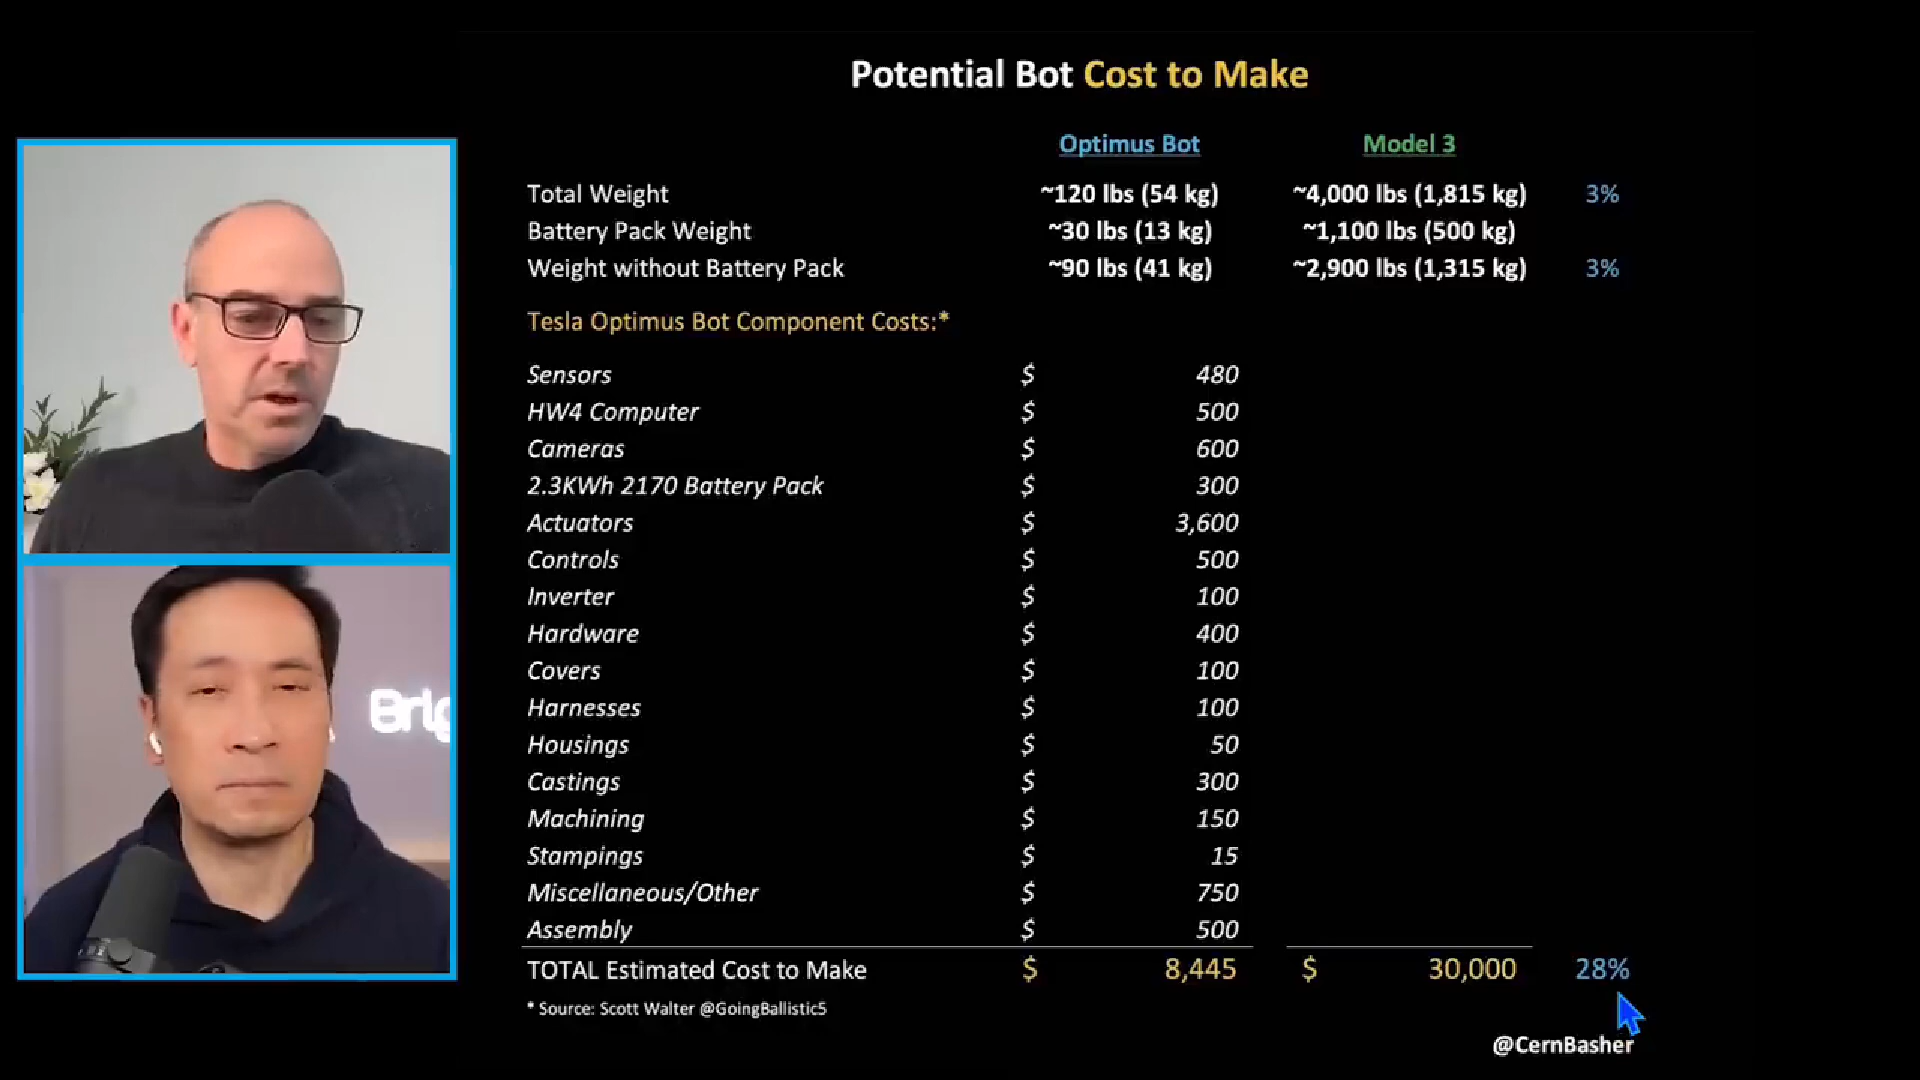 Potential Bot Cost to Make
Optimus Bot Model 3
Total Weight ~120 lbs (54 kg) ~4,000 lbs (1,815 kg) 3%
Battery Pack Weight ~30 lbs (13 kg) ~1,100 lbs (500 kg)
Weight without Battery Pack ~90 lbs (41 kg) ~2,900 lbs (1,315 kg) 3%
Tesla Optimus Bot Component Costs:*
Sensors $ 480
HW4 Computer $ 500
Cameras $ 600
2.3KWh 2170 Battery Pack $ 300
Actuators $ 3,600
Controls $ 500
Inverter $ 100
Hardware $ 400
Covers $ 100
Harnesses $ 100
Housings $ 50
Castings $ 300
Machining $ 150
Stampings $ 15
Miscellaneous/Other $ 750
Assembly $ 500
TOTAL Estimated Cost to Make $ 8,445 $ 30,000 28%
* Source: Scott Walter @GoingBallistic5
@CernBasher